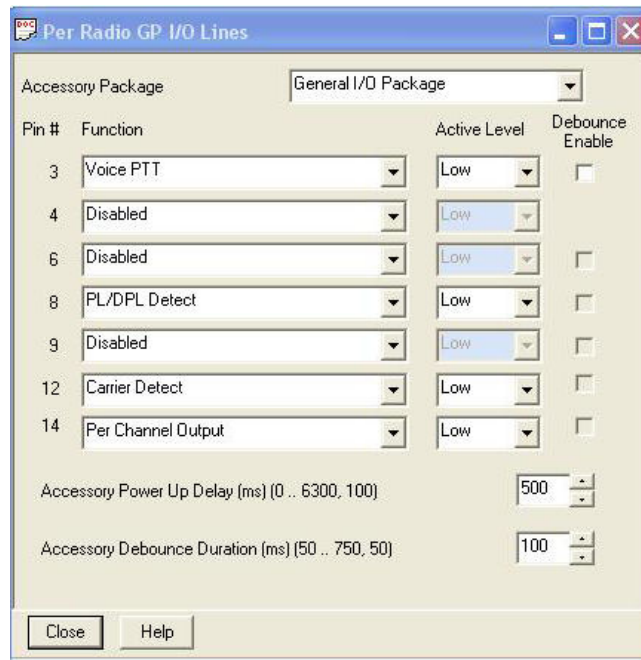 DOC Per Radio GP I/O Lines
Accessory Package General I/O Package
Pin # Function Active Level Debounce Enable
3 Voice PTT Low
4 Disabled Low
6 Disabled Low
8 PL/DPL Detect Low
9 Disabled Low
12 Carrier Detect Low
14 Per Channel Output Low
Accessory Power Up Delay (ms) (0 .. 6300, 100) 500
Accessory Debounce Duration (ms) (50 .. 750, 50) 100
Close Help